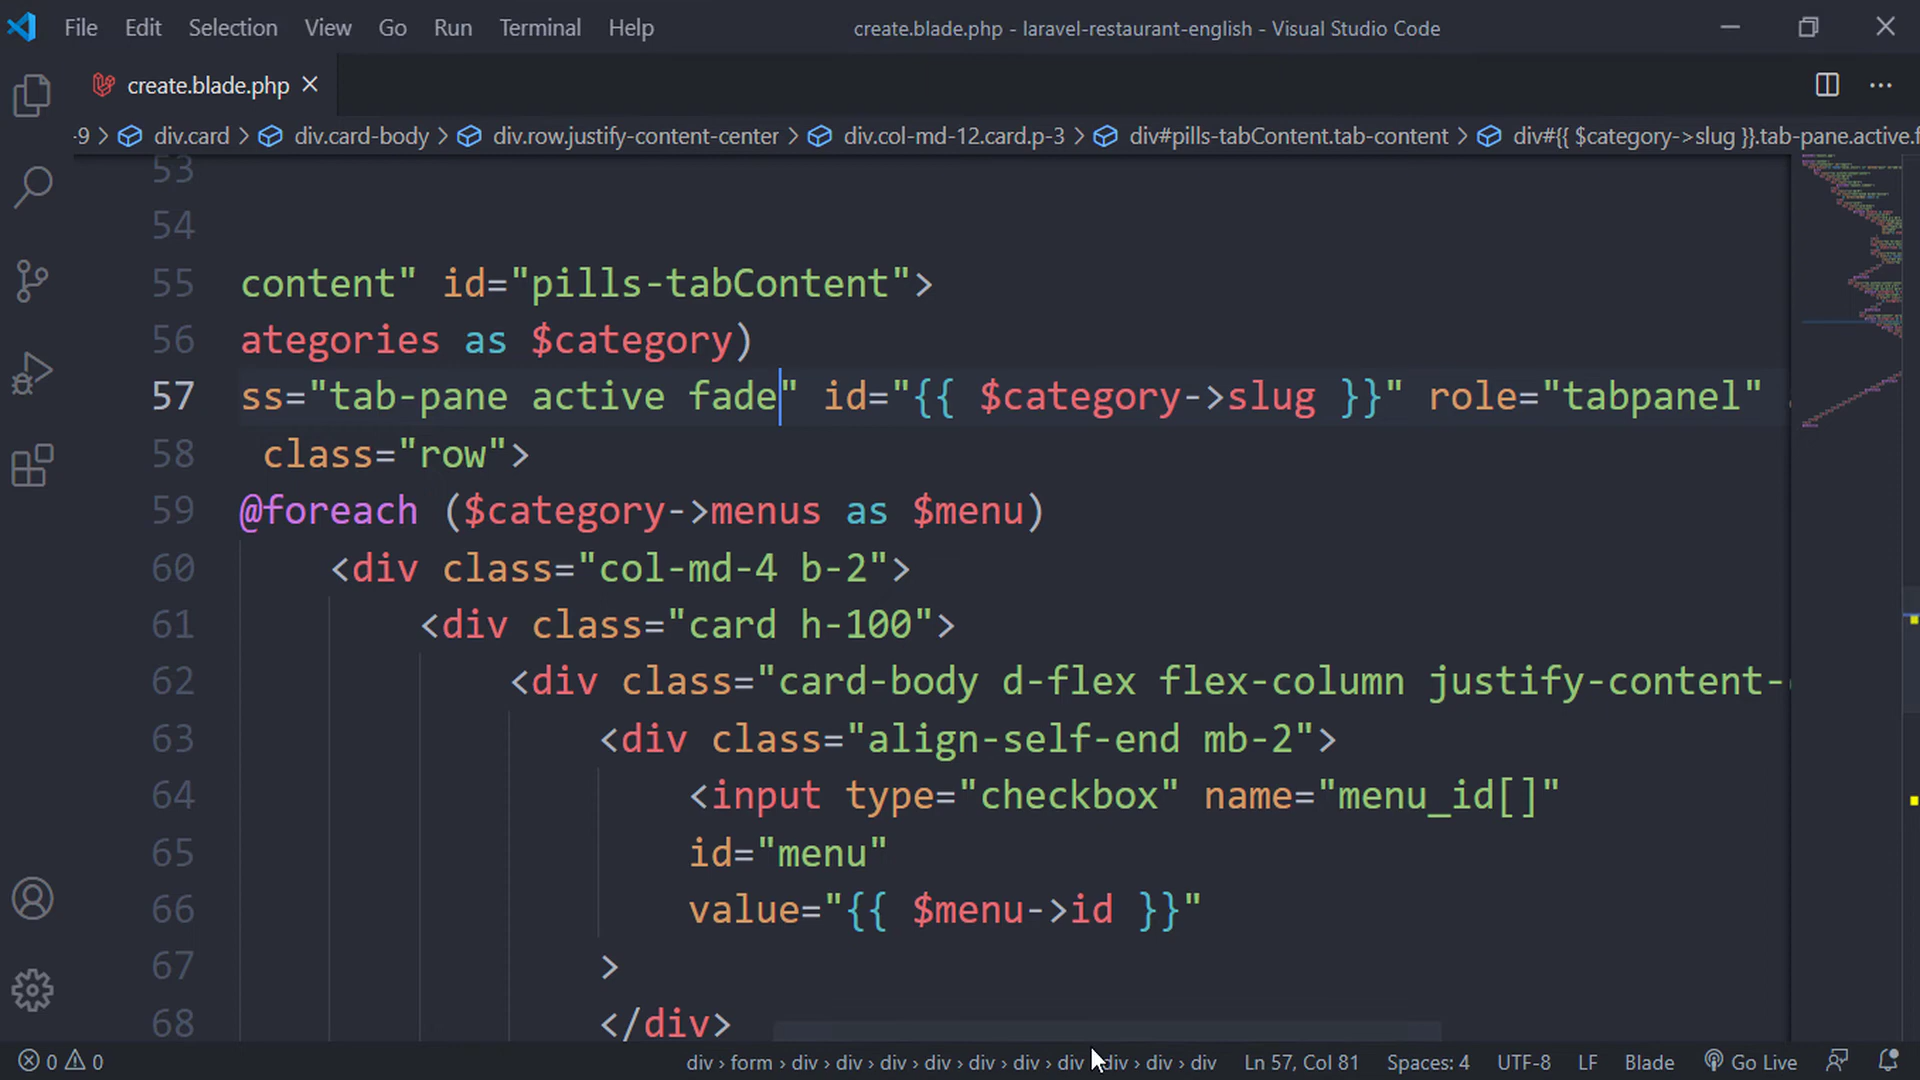 File Edit Selection View Go Run Terminal Help create.blade.php - laravel-restaurant-english - Visual Studio Code
create.blade.php
-9 > div.card > div.card-body > div.row.justify-content-center > div.col-md-12.card.p-3 > div#pills-tabContent.tab-content > div#{{ $category->slug }}.tab-pane.active.f
53
54
55 content" id="pills-tabContent">
56 ategories as $category)
57 ss="tab-pane active fade" id="{{ $category->slug }}" role="tabpanel"
58 class="row">
59 @foreach ($category->menus as $menu)
60 <div class="col-md-4 b-2">
61 <div class="card h-100">
62 <div class="card-body d-flex flex-column justify-content-
63 <div class="align-self-end mb-2">
64 <input type="checkbox" name="menu_id[]"
65 id="menu"
66 value="{{ $menu->id }}"
67 >
68 </div>
0 0 div › form › div › div › div › div › div › div › div › div › div › div Ln 57, Col 81 Spaces: 4 UTF-8 LF Blade Go Live